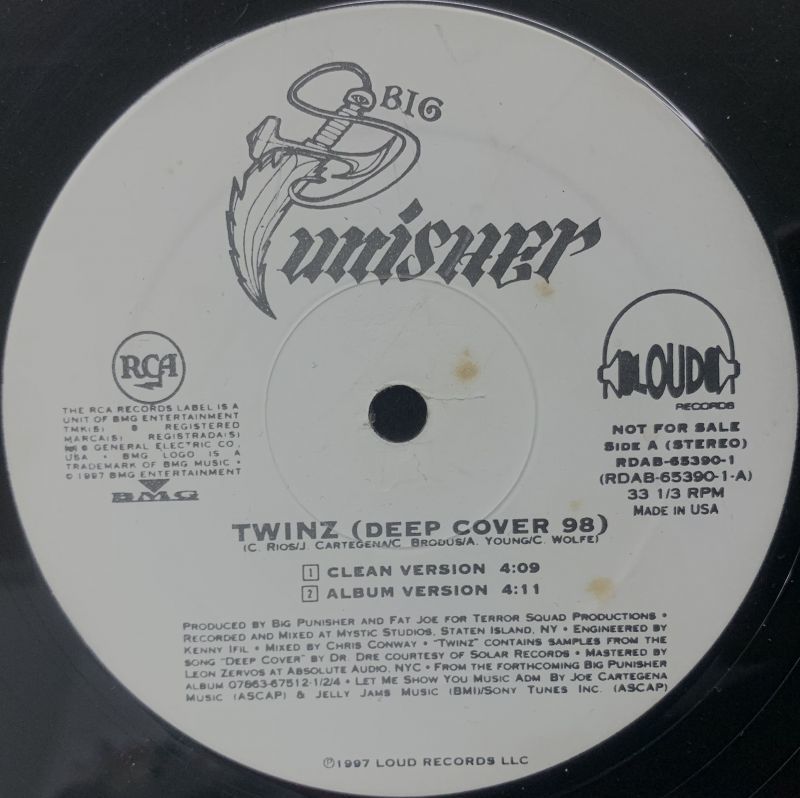 BIG
Punisher
RCA
THE RCA RECORDS LABEL IS A
UNIT OF BMG ENTERTAINMENT
TMK(S) ® REGISTERED
MARCA(S) REGISTRADA(S)
GENERAL ELECTRIC CO.,
USA • BMG LOGO IS A
TRADEMARK OF BMG MUSIC •
© 1997 BMG ENTERTAINMENT
BMG
LOUD
RECORDS
NOT FOR SALE
SIDE A (STEREO)
RDAB-65390-1
(RDAB-65390-1-A)
33 1/3 RPM
MADE IN USA
TWINZ (DEEP COVER 98)
(C. RIOS/J. CARTEGENA/C. BRODUS/A. YOUNG/C. WOLFE)
1 CLEAN VERSION 4:09
2 ALBUM VERSION 4:11
PRODUCED BY BIG PUNISHER AND FAT JOE FOR TERROR SQUAD PRODUCTIONS •
RECORDED AND MIXED AT MYSTIC STUDIOS, STATEN ISLAND, NY • ENGINEERED BY
KENNY IFIL • MIXED BY CHRIS CONWAY • "TWINZ" CONTAINS SAMPLES FROM THE
SONG "DEEP COVER" BY DR. DRE COURTESY OF SOLAR RECORDS • MASTERED BY
LEON ZERVOS AT ABSOLUTE AUDIO, NYC • FROM THE FORTHCOMING BIG PUNISHER
ALBUM 07863-67512-1/2/4 • LET ME SHOW YOU MUSIC ADM. BY JOE CARTEGENA
MUSIC (ASCAP) & JELLY JAMS MUSIC (BMI)/SONY TUNES INC. (ASCAP)
℗1997 LOUD RECORDS LLC